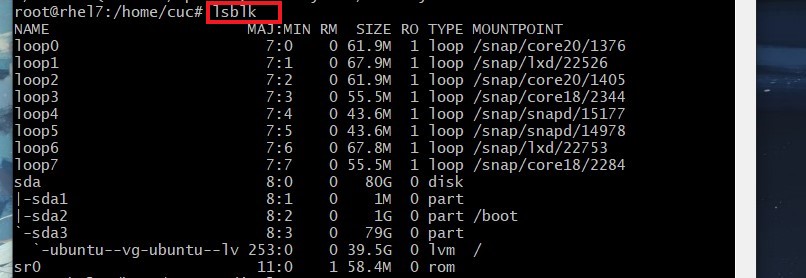 root@rhel7:/home/cuc# lsblk
NAME MAJ:MIN RM SIZE RO TYPE MOUNTPOINT
loop0 7:0 0 61.9M 1 loop /snap/core20/1376
loop1 7:1 0 67.9M 1 loop /snap/lxd/22526
loop2 7:2 0 61.9M 1 loop /snap/core20/1405
loop3 7:3 0 55.5M 1 loop /snap/core18/2344
loop4 7:4 0 43.6M 1 loop /snap/snapd/15177
loop5 7:5 0 43.6M 1 loop /snap/snapd/14978
loop6 7:6 0 67.8M 1 loop /snap/lxd/22753
loop7 7:7 0 55.5M 1 loop /snap/core18/2284
sda 8:0 0 80G 0 disk
|-sda1 8:1 0 1M 0 part
|-sda2 8:2 0 1G 0 part /boot
`-sda3 8:3 0 79G 0 part
`-ubuntu--vg-ubuntu--lv 253:0 0 39.5G 0 lvm /
sr0 11:0 1 58.4M 0 rom